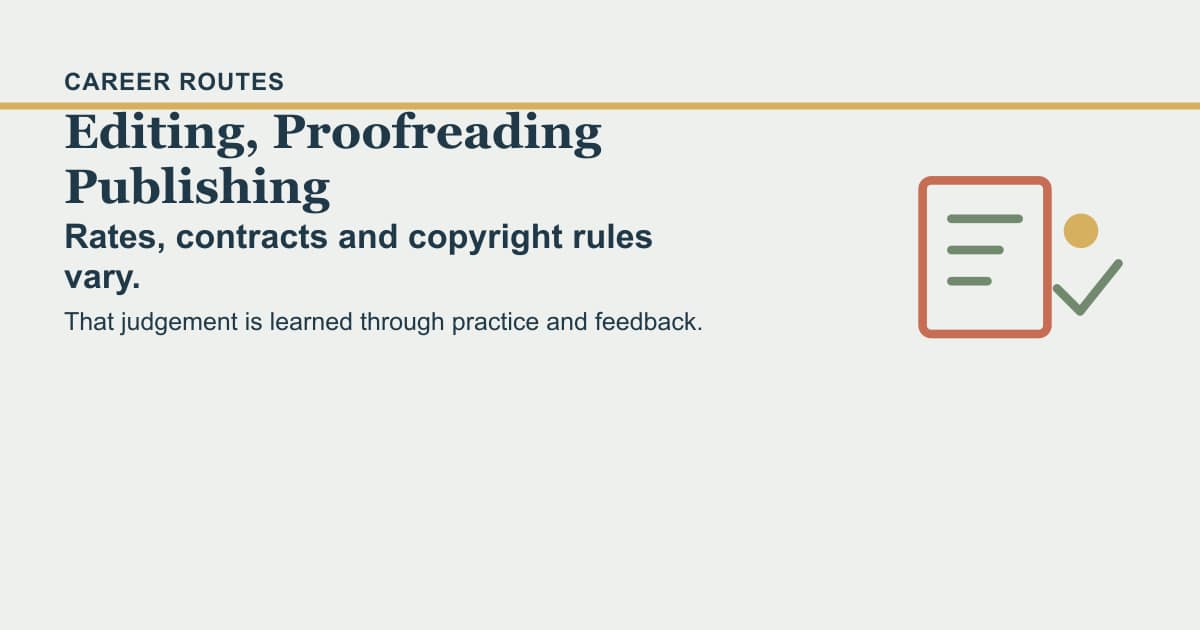 CAREER ROUTES
Editing, Proofreading
Publishing
Rates, contracts and copyright rules
vary.
That judgement is learned through practice and feedback.